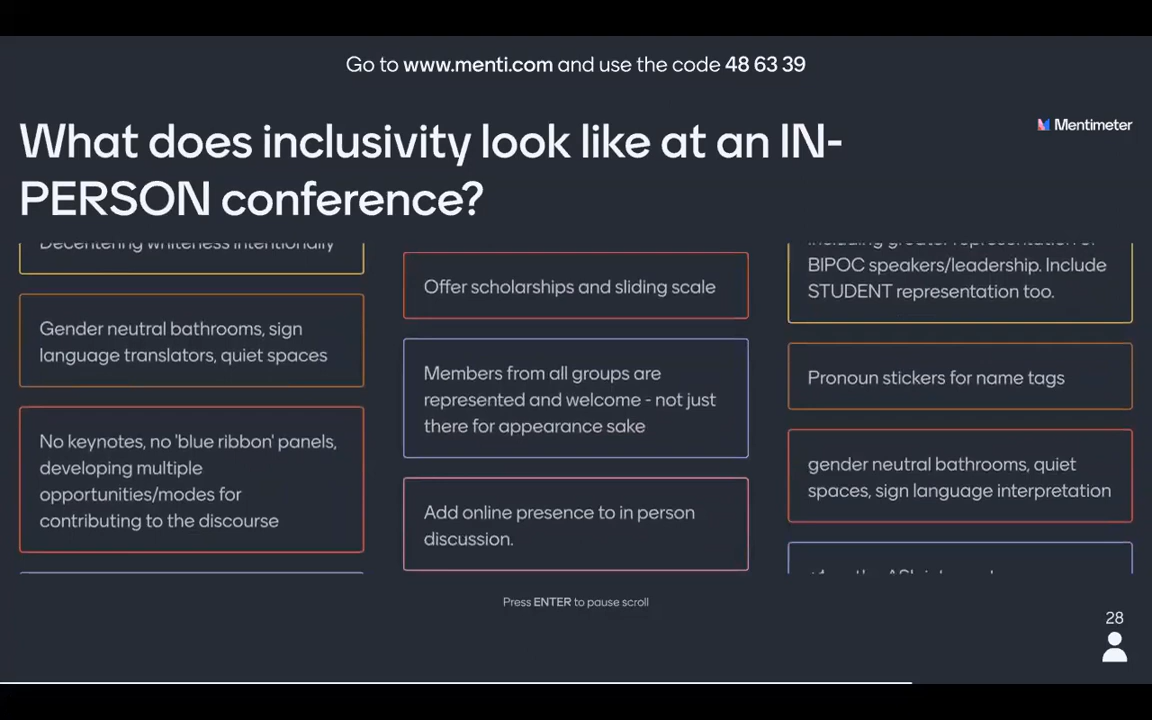 Go to www.menti.com and use the code 48 63 39
What does inclusivity look like at an IN-
PERSON conference?
Mentimeter
Decentering whiteness intentionally
Gender neutral bathrooms, sign
language translators, quiet spaces
No keynotes, no 'blue ribbon' panels,
developing multiple
opportunities/modes for
contributing to the discourse
Offer scholarships and sliding scale
Members from all groups are
represented and welcome - not just
there for appearance sake
Add online presence to in person
discussion.
including greater representation of
BIPOC speakers/leadership. Include
STUDENT representation too.
Pronoun stickers for name tags
gender neutral bathrooms, quiet
spaces, sign language interpretation
Press ENTER to pause scroll
28